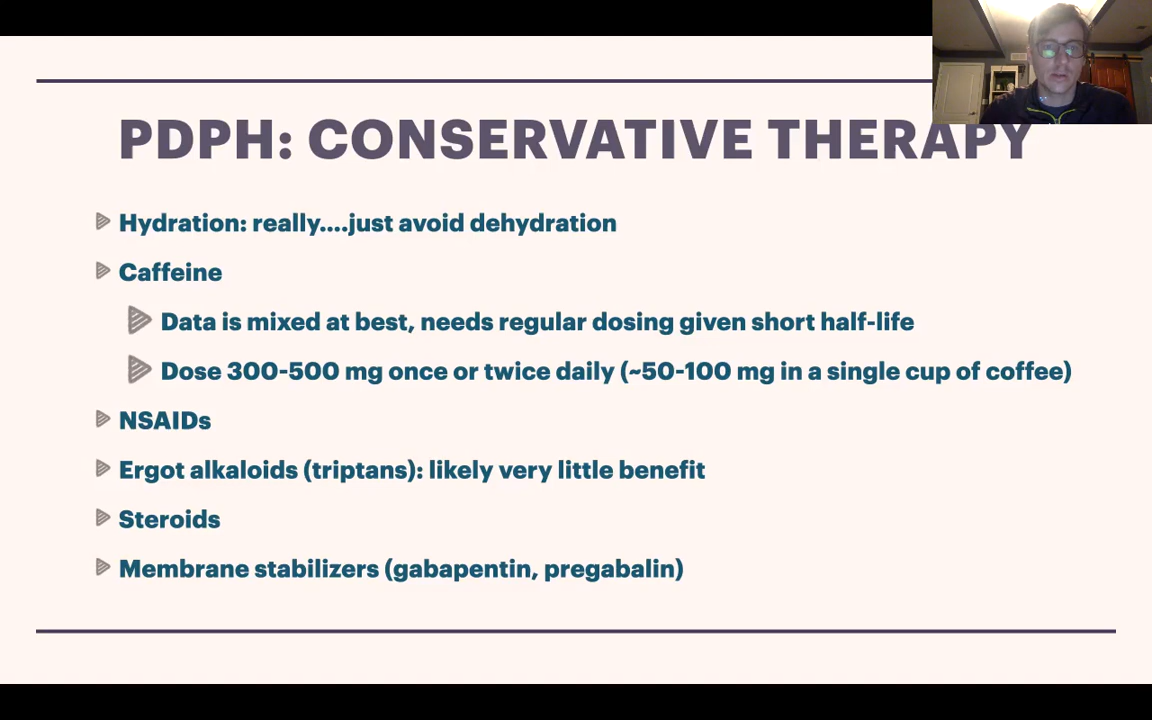 PDPH: CONSERVATIVE THERAPY
Hydration: really....just avoid dehydration
Caffeine
Data is mixed at best, needs regular dosing given short half-life
Dose 300-500 mg once or twice daily (~50-100 mg in a single cup of coffee)
NSAIDs
Ergot alkaloids (triptans): likely very little benefit
Steroids
Membrane stabilizers (gabapentin, pregabalin)